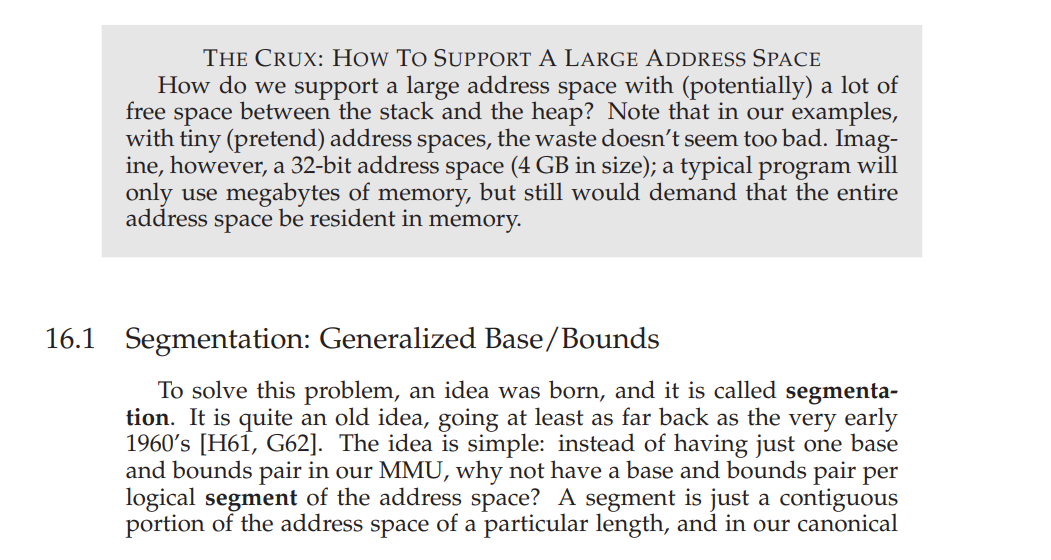 THE CRUX: HOW TO SUPPORT A LARGE ADDRESS SPACE
How do we support a large address space with (potentially) a lot of
free space between the stack and the heap? Note that in our examples,
with tiny (pretend) address spaces, the waste doesn't seem too bad. Imag-
ine, however, a 32-bit address space (4 GB in size); a typical program will
only use megabytes of memory, but still would demand that the entire
address space be resident in memory.
16.1 Segmentation: Generalized Base/Bounds
To solve this problem, an idea was born, and it is called segmenta-
tion. It is quite an old idea, going at least as far back as the very early
1960's [H61, G62]. The idea is simple: instead of having just one base
and bounds pair in our MMU, why not have a base and bounds pair per
logical segment of the address space? A segment is just a contiguous
portion of the address space of a particular length, and in our canonical